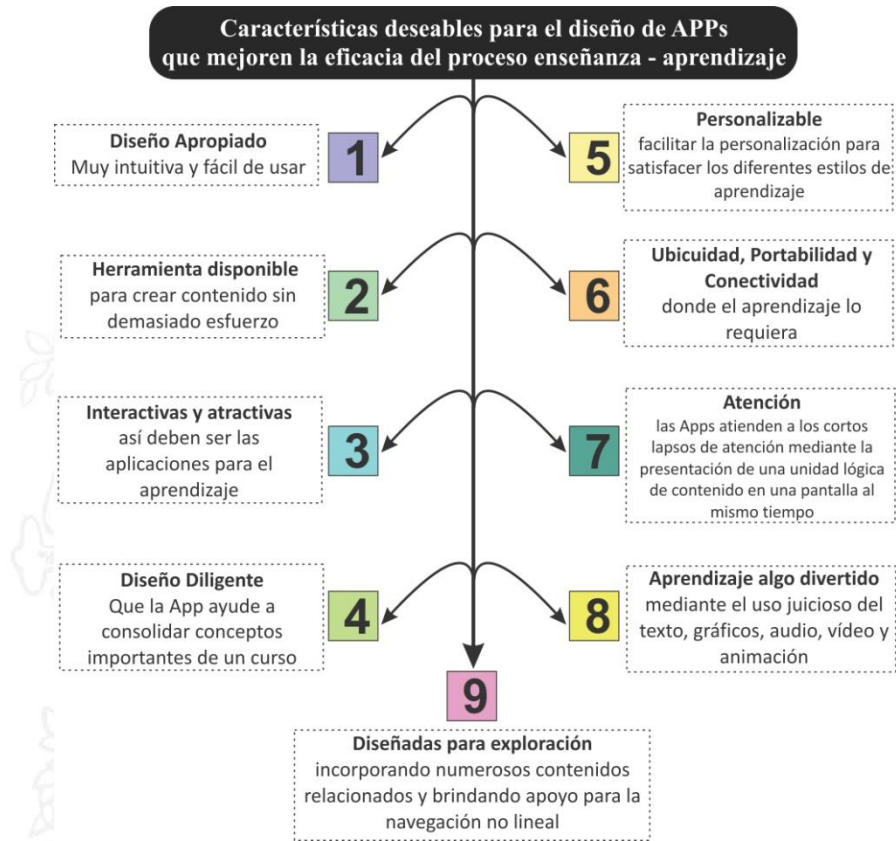 Características deseables para el diseño de APPs
que mejoren la eficacia del proceso enseñanza - aprendizaje
1
Diseño Apropiado
Muy intuitiva y fácil de usar
2
Herramienta disponible
para crear contenido sin
demasiado esfuerzo
3
Interactivas y atractivas
así deben ser las
aplicaciones para el
aprendizaje
4
Diseño Diligente
Que la App ayude a
consolidar conceptos
importantes de un curso
5
Personalizable
facilitar la personalización para
satisfacer los diferentes estilos de
aprendizaje
6
Ubicuidad, Portabilidad y
Conectividad
donde el aprendizaje lo
requiera
7
Atención
las Apps atienden a los cortos
lapsos de atención mediante la
presentación de una unidad lógica
de contenido en una pantalla al
mismo tiempo
8
Aprendizaje algo divertido
mediante el uso juicioso del
texto, gráficos, audio, vídeo y
animación
9
Diseñadas para exploración
incorporando numerosos contenidos
relacionados y brindando apoyo para la
navegación no lineal